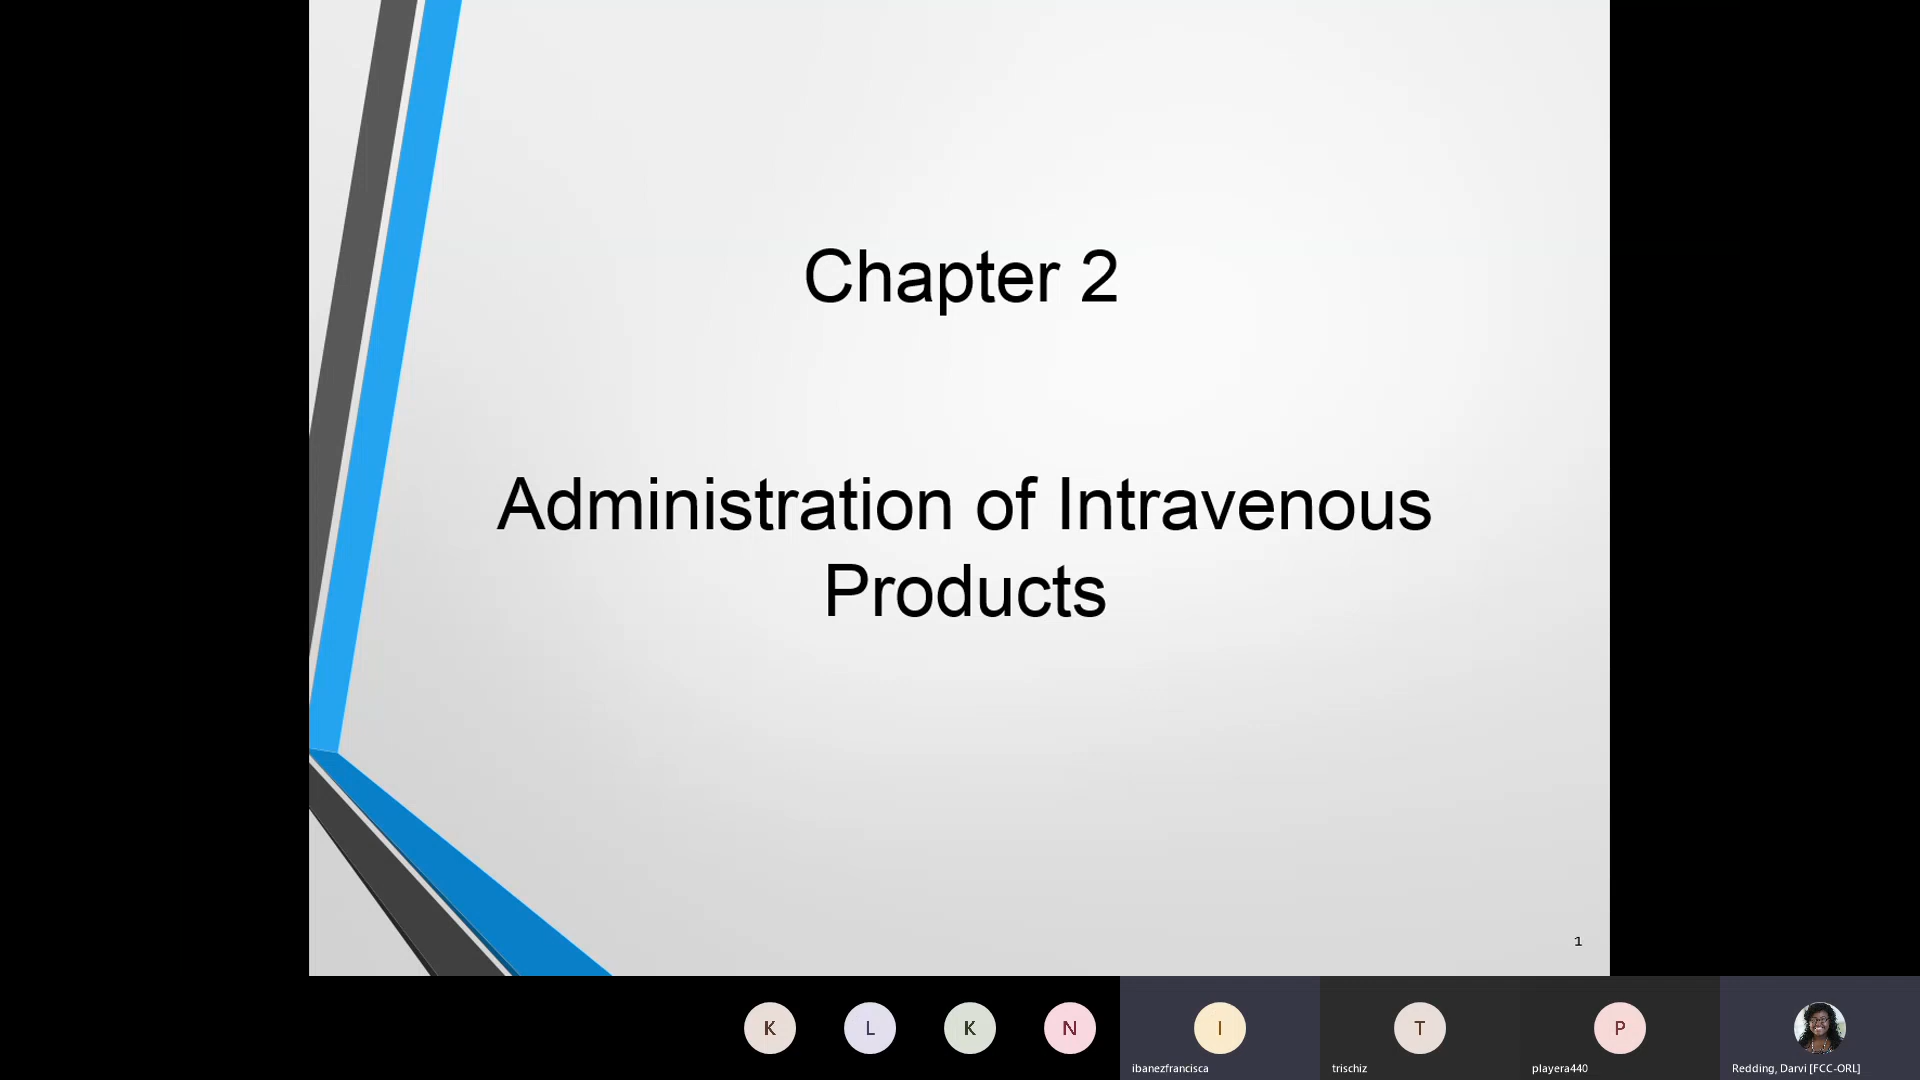 Chapter 2
Administration of Intravenous
Products
1
K
L
K
N
I
T
P
ibanezfrancisca
trischiz
playera440
Redding, Darvi [FCC-ORL]